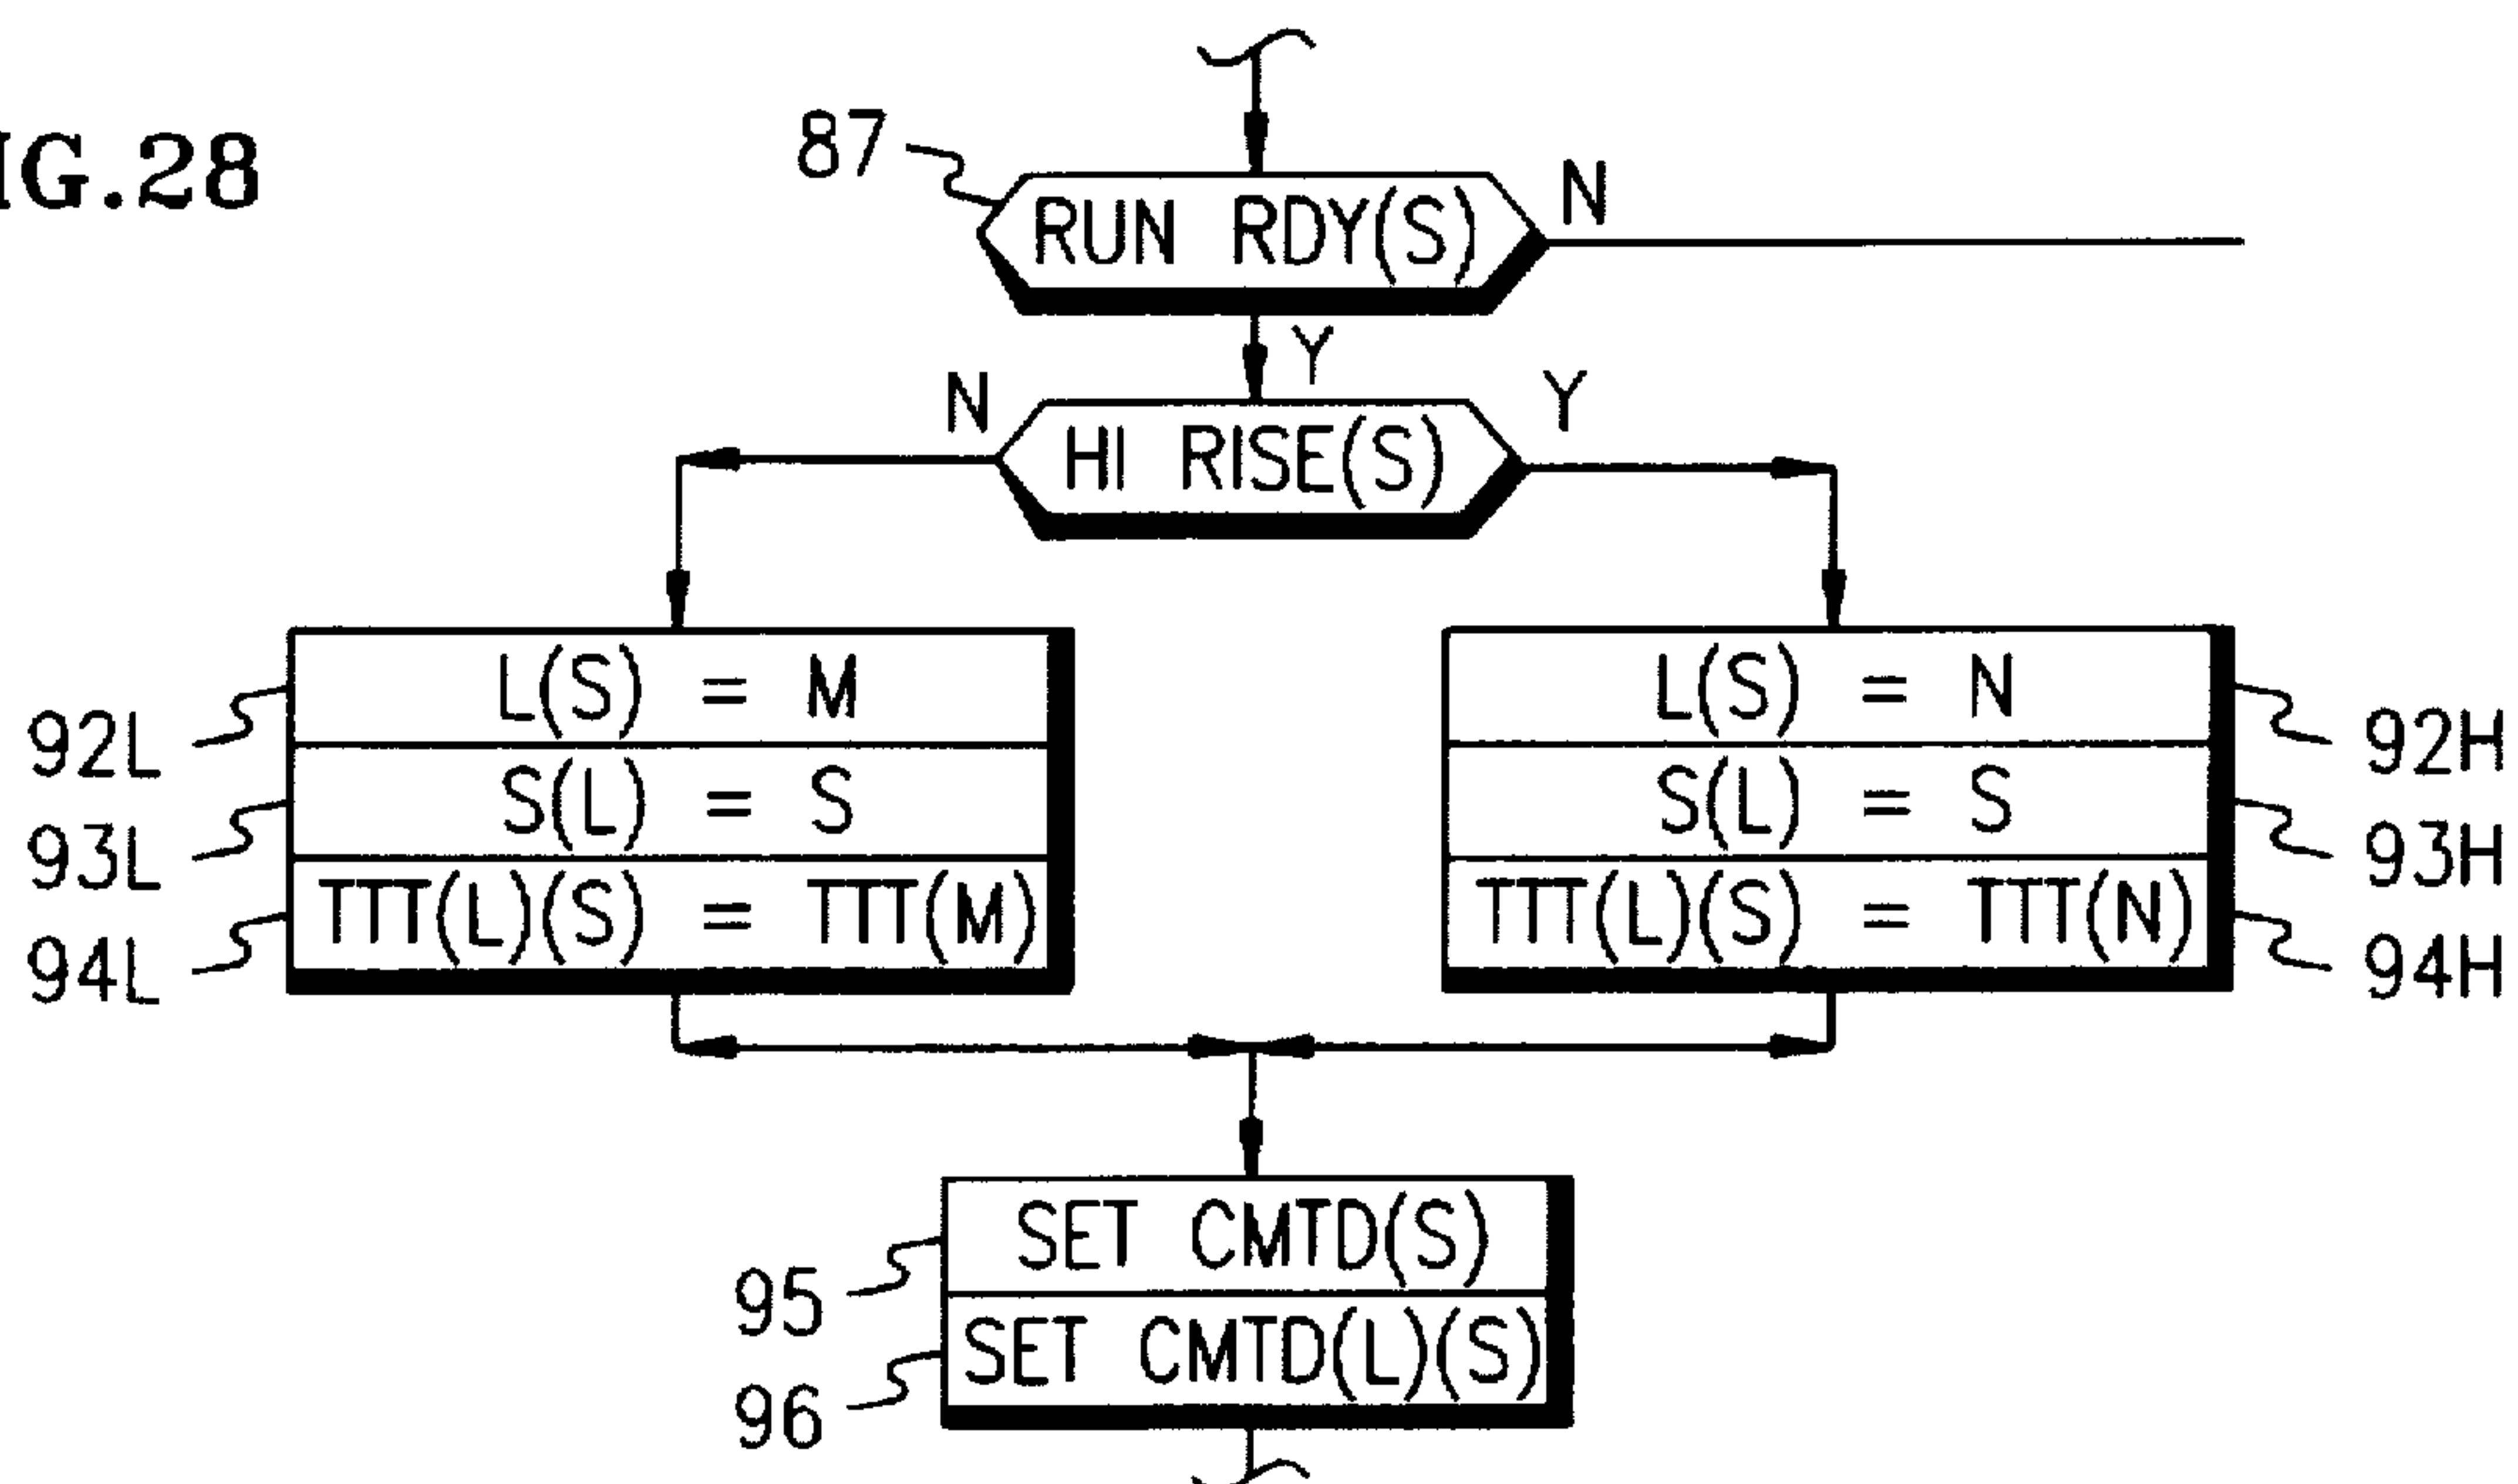 IG.28
87
RUN RDY(S)
N
Y
N
HI RISE(S)
Y
L(S) = M
S(L) = S
TTT(L)(S) = TTT(M)
92L
93L
94L
L(S) = N
S(L) = S
TTT(L)(S) = TTT(N)
92H
93H
94H
SET CMTD(S)
SET CMTD(L)(S)
95
96